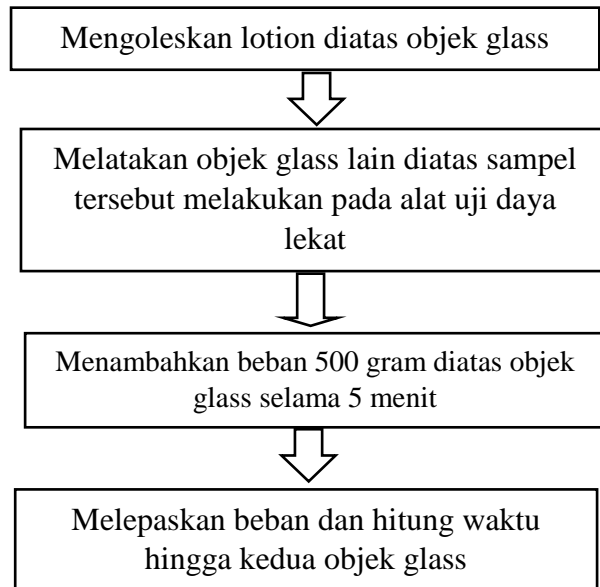 Mengoleskan lotion diatas objek glass
Melatakan objek glass lain diatas sampel
tersebut melakukan pada alat uji daya
lekat
Menambahkan beban 500 gram diatas objek
glass selama 5 menit
Melepaskan beban dan hitung waktu
hingga kedua objek glass